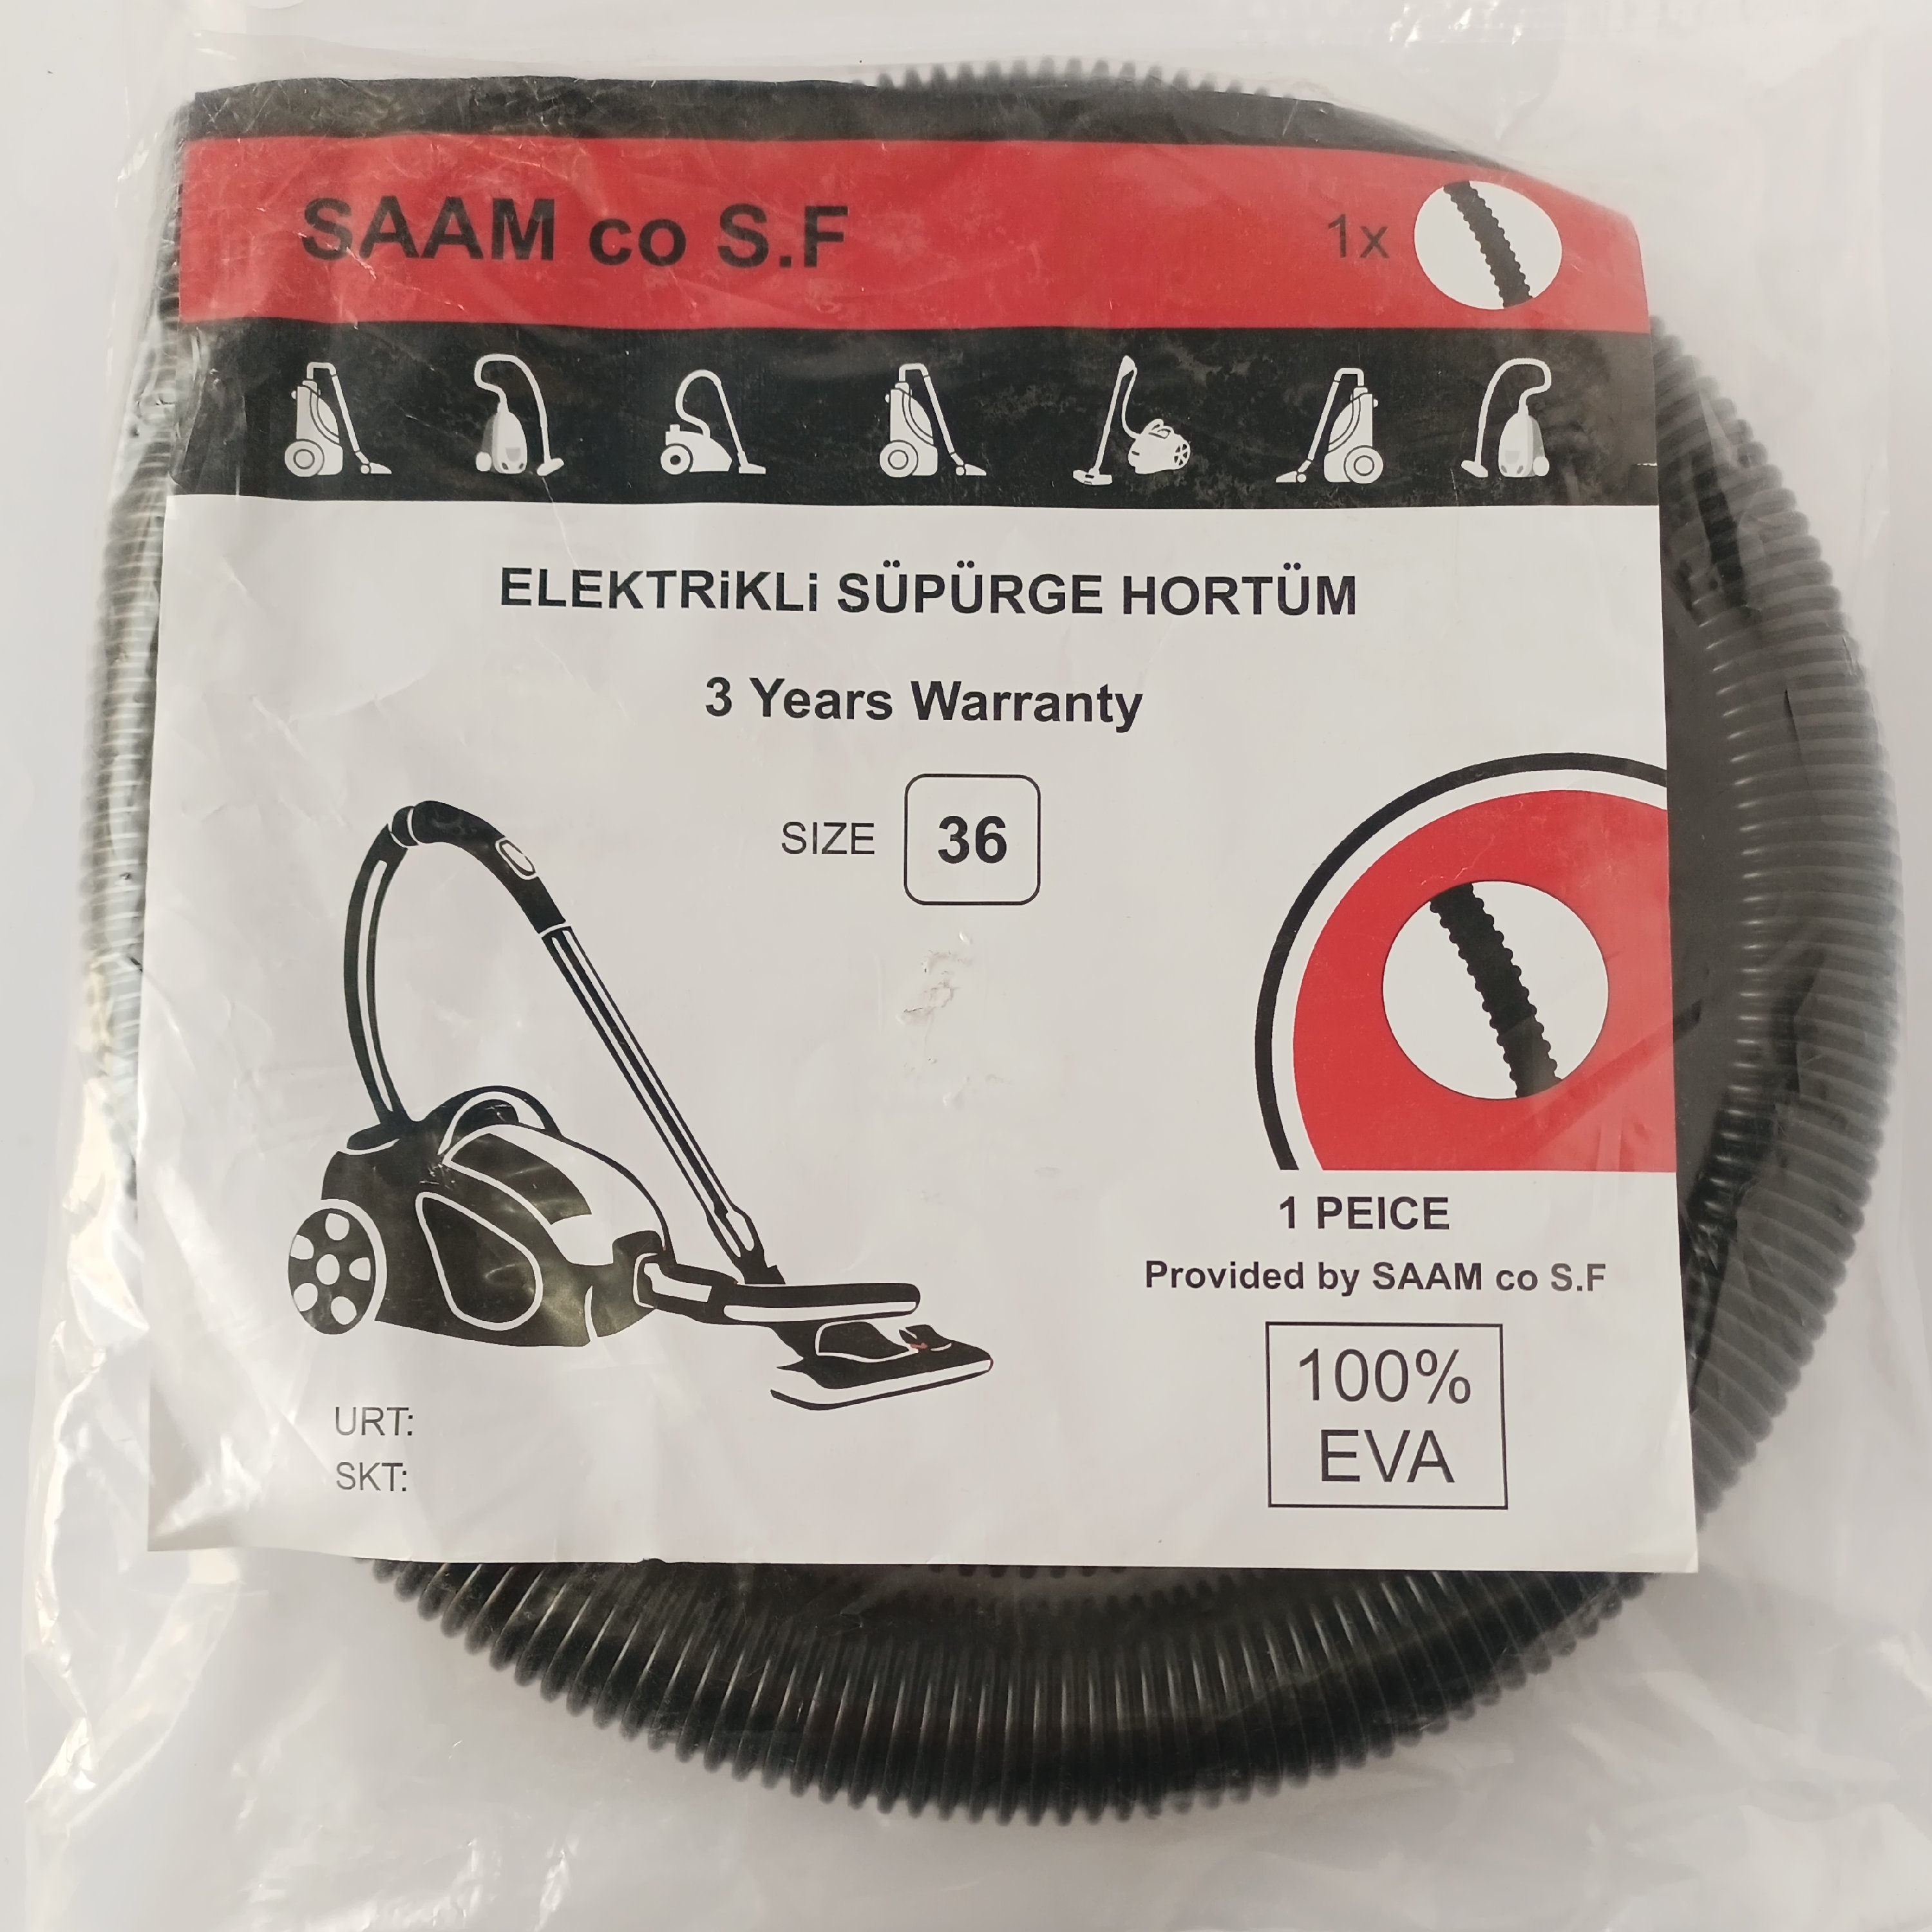 SAAM co S.F
1x
ELEKTRiKLi SÜPÜRGE HORTÜM
3 Years Warranty
SIZE 36
1 PEICE
Provided by SAAM co S.F
100%
EVA
URT:
SKT: